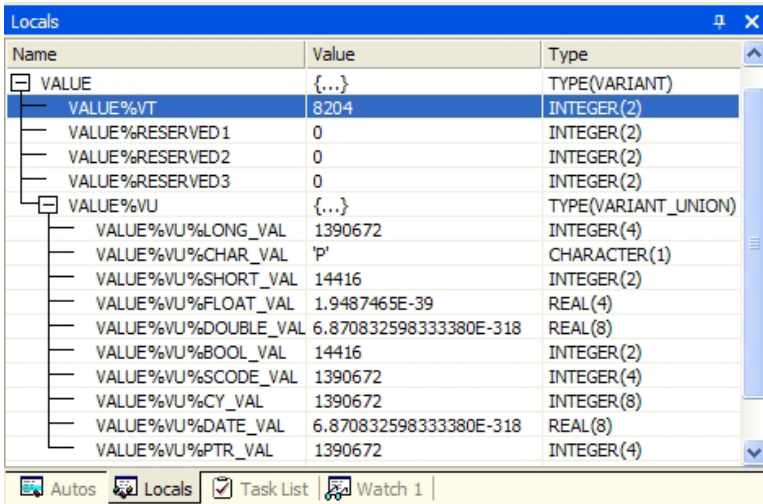 Locals
Name Value Type
VALUE {...} TYPE(VARIANT)
VALUE%VT 8204 INTEGER(2)
VALUE%RESERVED1 0 INTEGER(2)
VALUE%RESERVED2 0 INTEGER(2)
VALUE%RESERVED3 0 INTEGER(2)
VALUE%VU {...} TYPE(VARIANT_UNION)
VALUE%VU%LONG_VAL 1390672 INTEGER(4)
VALUE%VU%CHAR_VAL 'P' CHARACTER(1)
VALUE%VU%SHORT_VAL 14416 INTEGER(2)
VALUE%VU%FLOAT_VAL 1.9487465E-39 REAL(4)
VALUE%VU%DOUBLE_VAL 6.870832598333380E-318 REAL(8)
VALUE%VU%BOOL_VAL 14416 INTEGER(2)
VALUE%VU%SCODE_VAL 1390672 INTEGER(4)
VALUE%VU%CY_VAL 1390672 INTEGER(8)
VALUE%VU%DATE_VAL 6.870832598333380E-318 REAL(8)
VALUE%VU%PTR_VAL 1390672 INTEGER(4)
Autos Locals Task List Watch 1